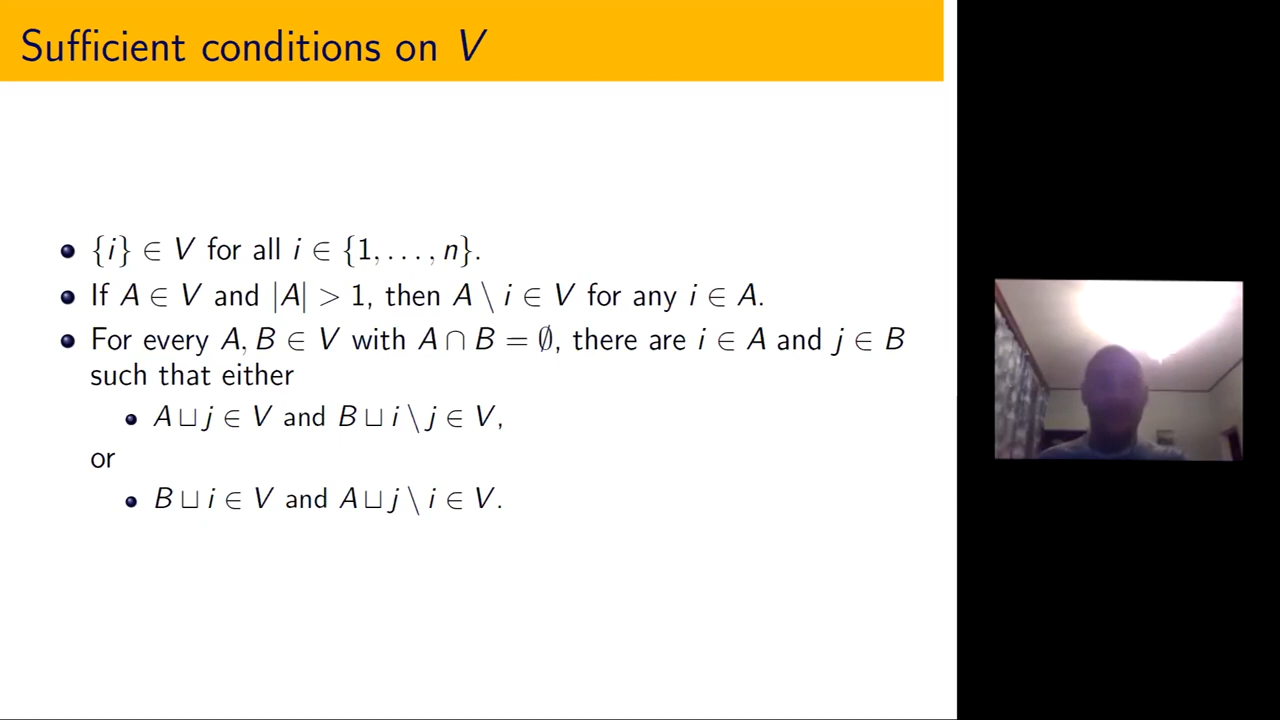 Sufficient conditions on V
{i} ∈ V for all i ∈ {1, . . . , n}.
If A ∈ V and |A| > 1, then A \ i ∈ V for any i ∈ A.
For every A, B ∈ V with A ∩ B = ∅, there are i ∈ A and j ∈ B
such that either
A ⊔ j ∈ V and B ⊔ i \ j ∈ V,
or
B ⊔ i ∈ V and A ⊔ j \ i ∈ V.